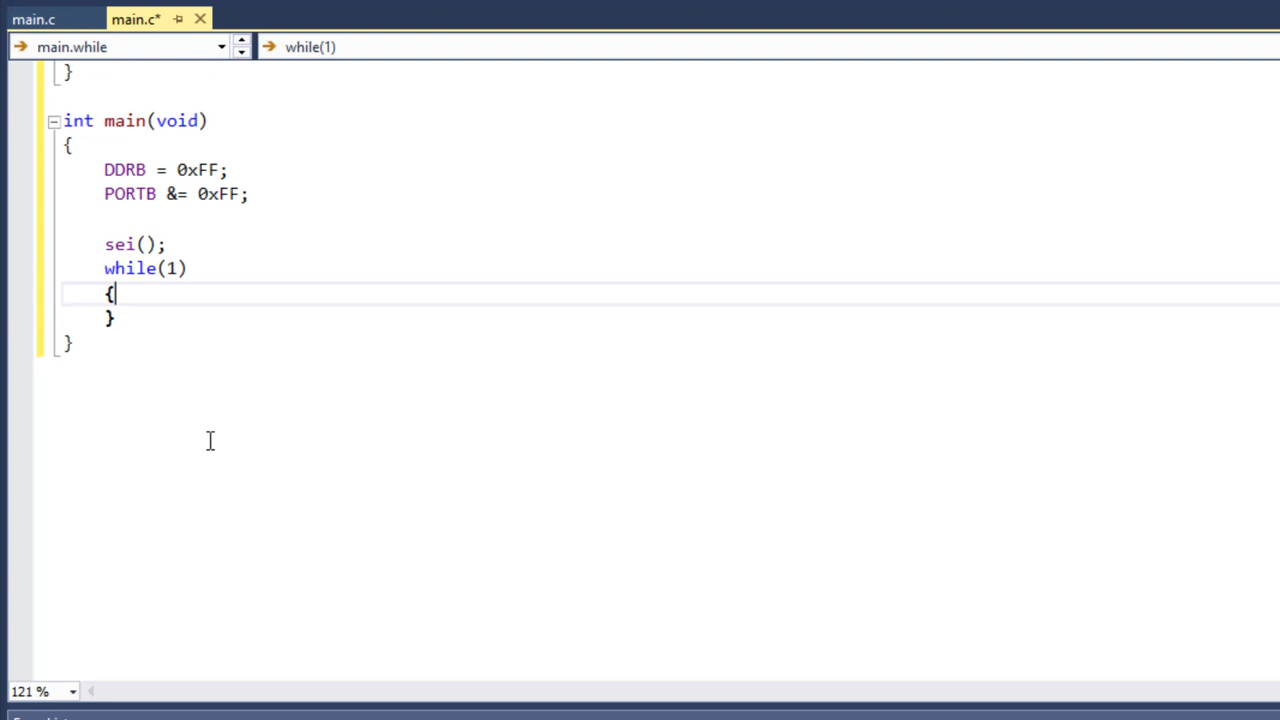 main.c main.c*
main.while while(1)
}
int main(void)
{
DDRB = 0xFF;
PORTB &= 0xFF;
sei();
while(1)
{
}
}
121 %